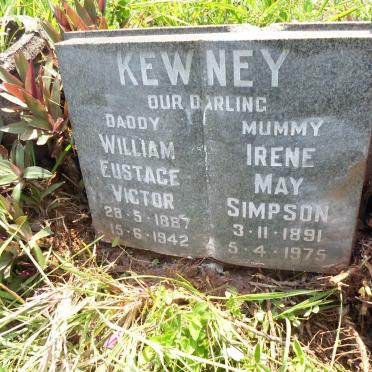 KEWNEY
OUR DARLING
DADDY
WILLIAM
EUSTACE
VICTOR
28-5-1887
15-6-1942
MUMMY
IRENE
MAY
SIMPSON
3-11-1891
5-4-1975